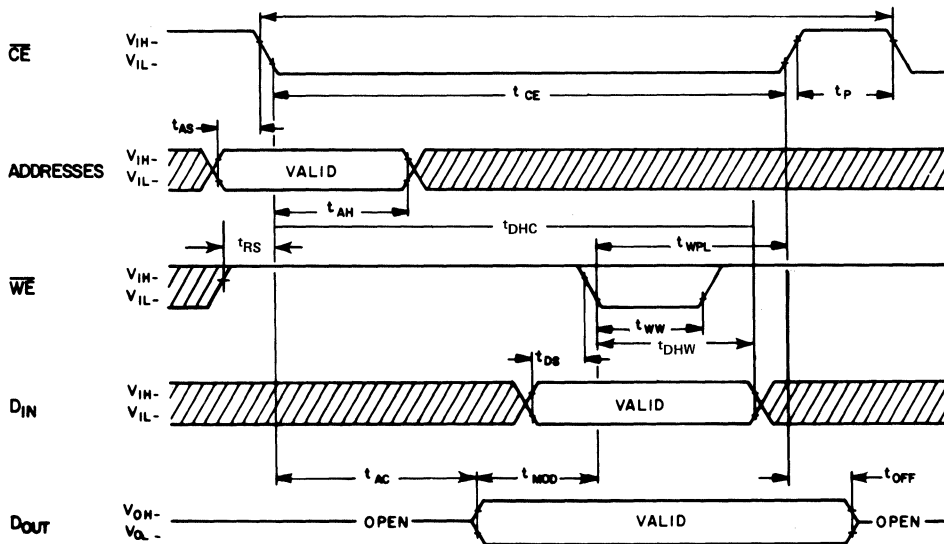 CE
VIH-
VIL-
tCE
tP
tAS
ADDRESSES
VIH-
VIL-
VALID
tAH
tRS
tDHC
tWPL
WE
VIH-
VIL-
tWW
tDHW
tDS
DIN
VIH-
VIL-
VALID
tAC
tMOD
tOFF
DOUT
VOH-
VOL-
OPEN
VALID
OPEN